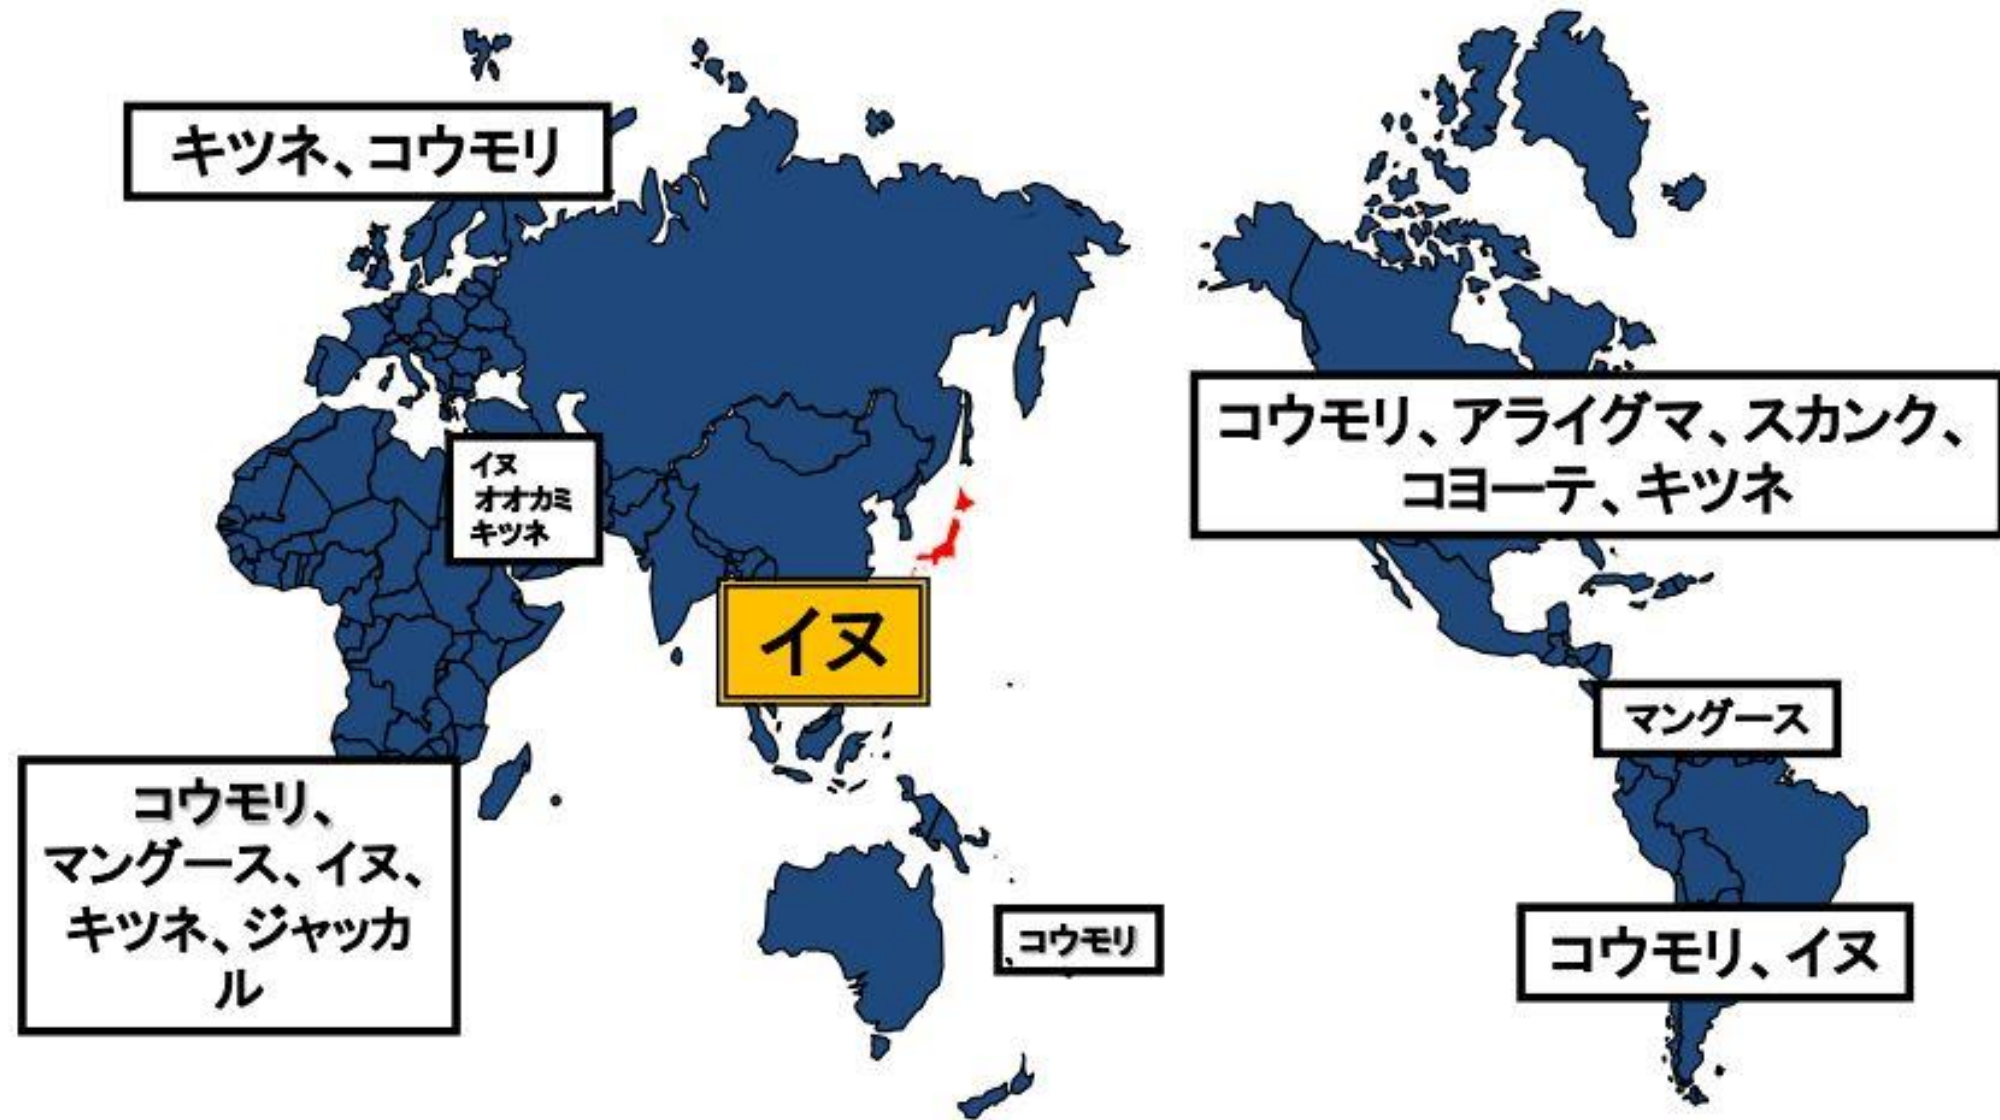 キツネ、コウモリ
コウモリ、アライグマ、スカンク、
コヨーテ、キツネ
イヌ
オオカミ
キツネ
イヌ
マングース
コウモリ、
マングース、イヌ、
キツネ、ジャッカ
ル
コウモリ
コウモリ、イヌ